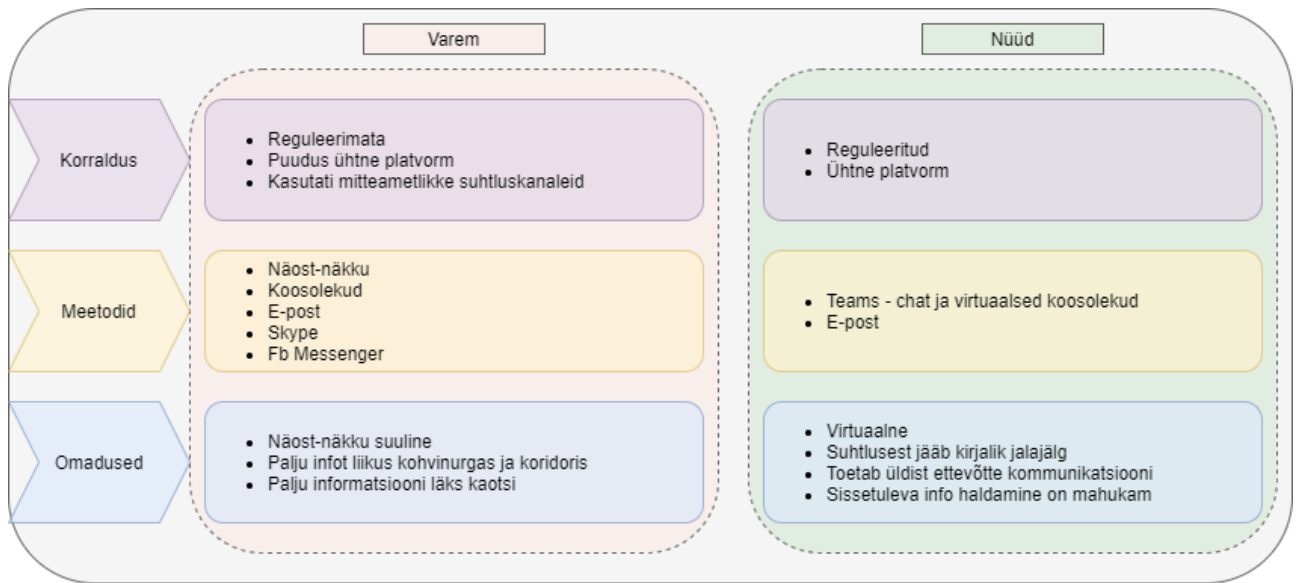 Varem
Nüüd
Korraldus
• Reguleerimata
• Puudus ühtne platvorm
• Kasutati mitteametlikke suhtluskanaleid
• Reguleeritud
• Ühtne platvorm
Meetodid
• Näost-näkku
• Koosolekud
• E-post
• Skype
• Fb Messenger
• Teams - chat ja virtuaalsed koosolekud
• E-post
Omadused
• Näost-näkku suuline
• Palju infot liikus kohvinurgas ja koridoris
• Palju informatsiooni läks kaotsi
• Virtuaalne
• Suhtlusest jääb kirjalik jalajälg
• Toetab üldist ettevõtte kommunikatsiooni
• Sissetuleva info haldamine on mahukam